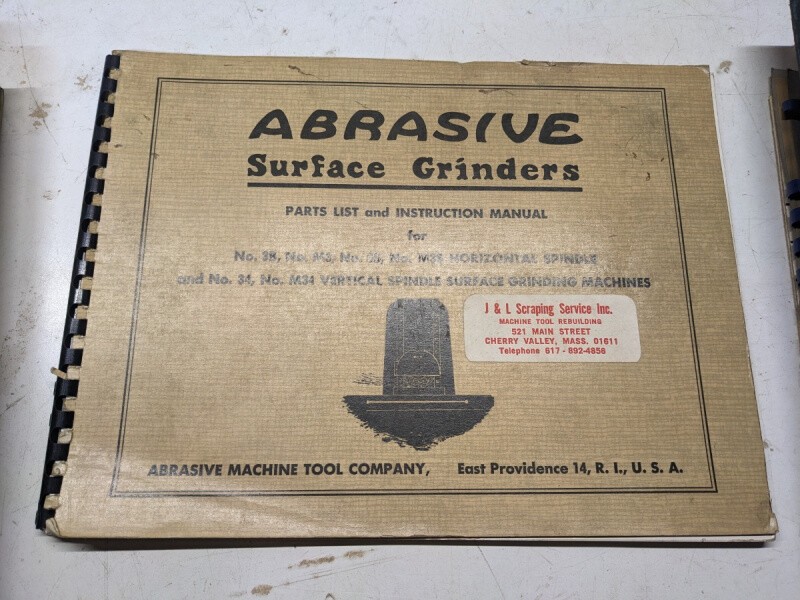 ABRASIVE
Surface Grinders
PARTS LIST and INSTRUCTION MANUAL
for
No. 3B, No. M3, No. No. HORIZONTAL SPINDLE
and No. 34, No. M34 VERTICAL SPINDLE SURFACE GRINDING MACHINES
J & L Scraping Service Inc.
MACHINE TOOL REBUILDING
521 MAIN STREET
CHERRY VALLEY, MASS. 01611
Telephone 617 - 892-4856
ABRASIVE MACHINE TOOL COMPANY, East Providence 14, R. I., U. S. A.